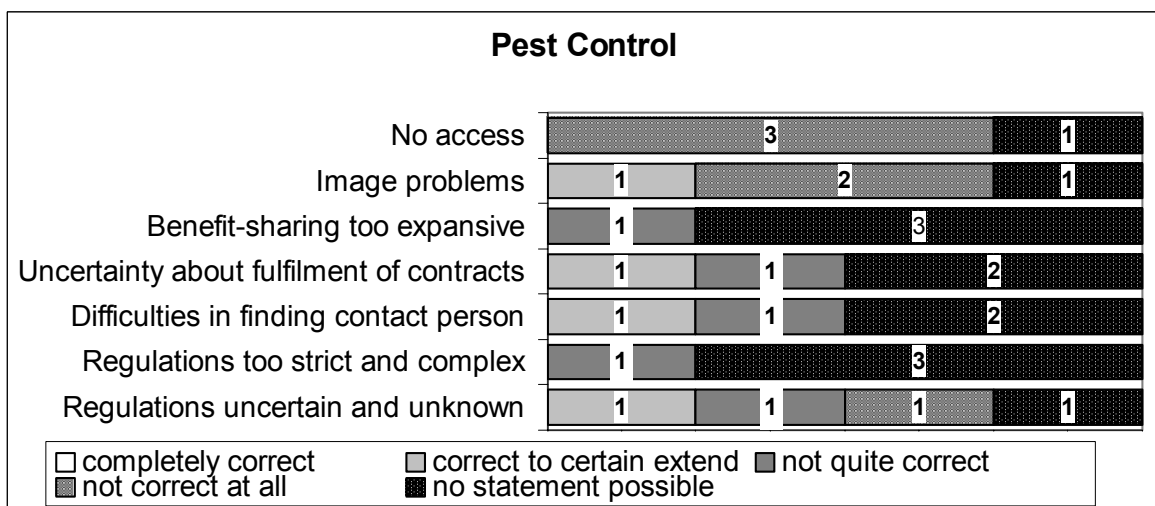 Pest Control
No access 3 1
Image problems 1 2 1
Benefit-sharing too expansive 1 3
Uncertainty about fulfilment of contracts 1 1 2
Difficulties in finding contact person 1 1 2
Regulations too strict and complex 1 3
Regulations uncertain and unknown 1 1 1 1
completely correct correct to certain extend not quite correct
not correct at all no statement possible